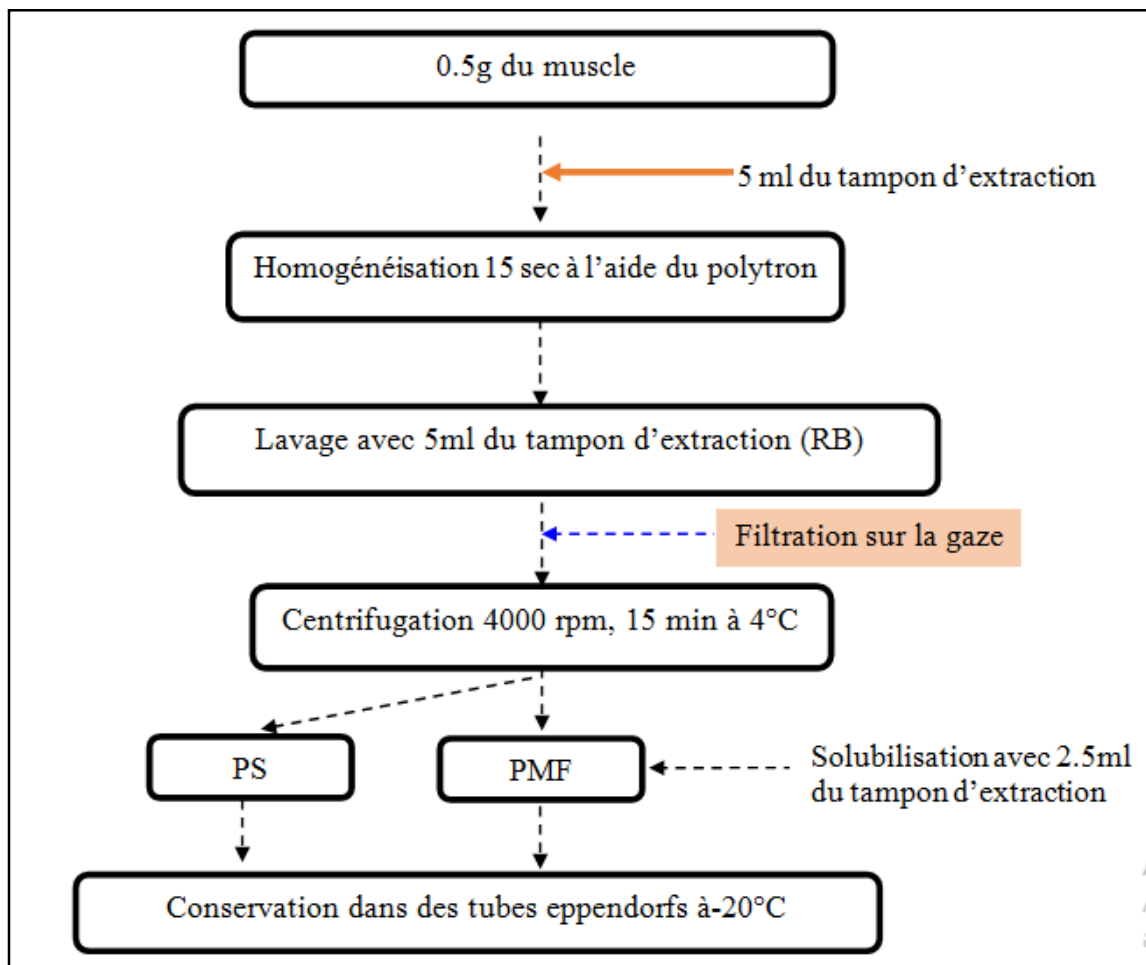 0.5g du muscle
5 ml du tampon d’extraction
Homogénéisation 15 sec à l’aide du polytron
Lavage avec 5ml du tampon d’extraction (RB)
Filtration sur la gaze
Centrifugation 4000 rpm, 15 min à 4°C
PS
PMF
Solubilisation avec 2.5ml
du tampon d’extraction
Conservation dans des tubes eppendorfs à-20°C